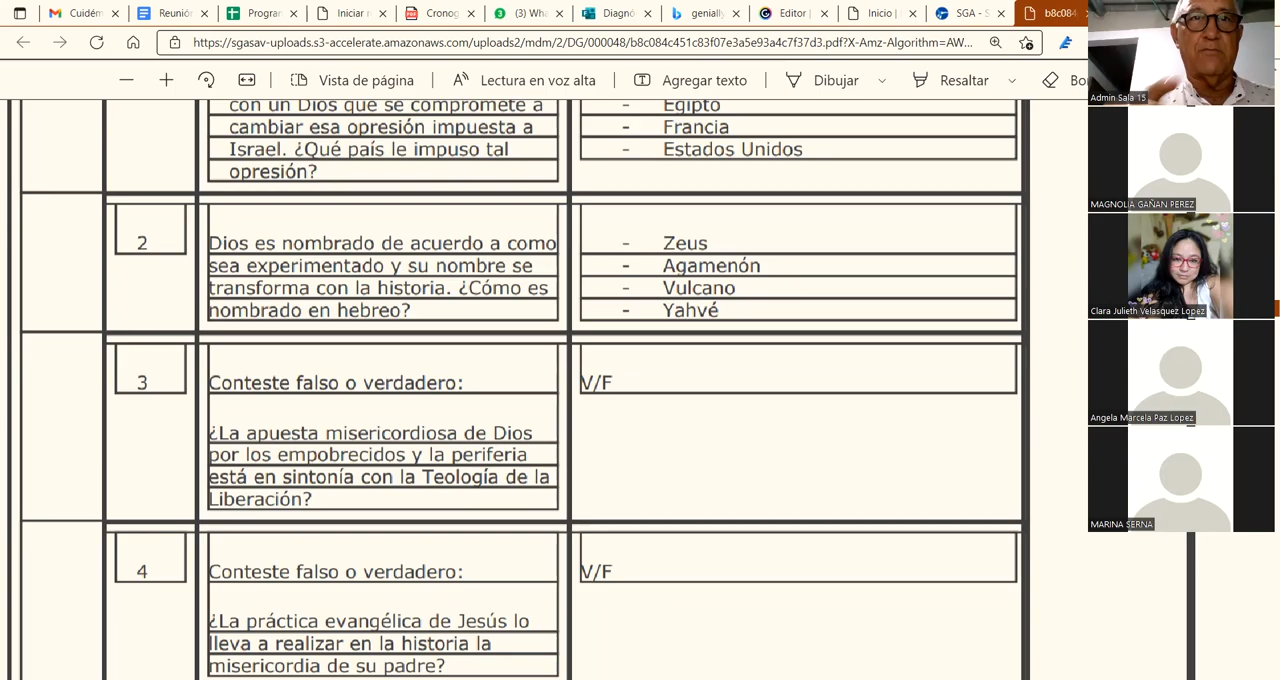 Cuidém
Reunió
Progra
Iniciar r
Cronog
(3) Wha
Diagnó
genially
Editor |
Inicio |
SGA - S
b8c084
https://sgasav-uploads.s3-accelerate.amazonaws.com/uploads2/mdm/2/DG/000048/b8c084c451c83f07e3a5e93a4c7f37d3.pdf?X-Amz-Algorithm=AW...
Vista de página
Lectura en voz alta
Agregar texto
Dibujar
Resaltar
Bo
con un Dios que se compromete a
cambiar esa opresión impuesta a
Israel. ¿Qué país le impuso tal
opresión?
- Egipto
- Francia
- Estados Unidos
2
Dios es nombrado de acuerdo a como
sea experimentado y su nombre se
transforma con la historia. ¿Cómo es
nombrado en hebreo?
- Zeus
- Agamenón
- Vulcano
- Yahvé
3
Conteste falso o verdadero:
V/F
¿La apuesta misericordiosa de Dios
por los empobrecidos y la periferia
está en sintonía con la Teología de la
Liberación?
4
Conteste falso o verdadero:
V/F
¿La práctica evangélica de Jesús lo
lleva a realizar en la historia la
misericordia de su padre?
Admin Sala 15
MAGNOLIA GAÑAN PEREZ
Clara Julieth Velasquez Lopez
Angela Marcela Paz Lopez
MARINA SERNA